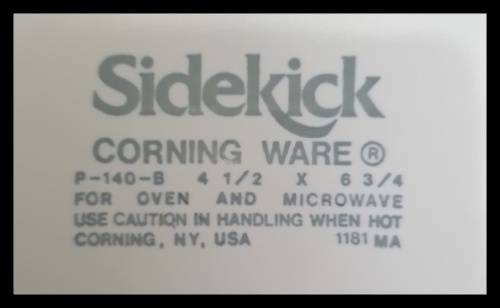 Sidekick
CORNING WARE®
P-140-B 4 1/2 X 6 3/4
FOR OVEN AND MICROWAVE
USE CAUTION IN HANDLING WHEN HOT
CORNING, NY, USA 1181 MA